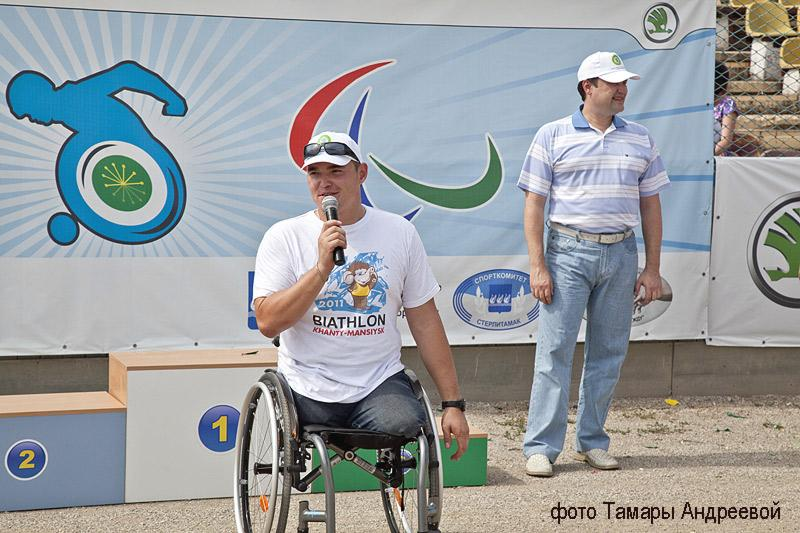 2011
BIATHLON
KHANTY-MANSIYSK
СПОРТКОМИТЕТ
СТЕРЛИТАМАК
1
2
фото Тамары Андреевой